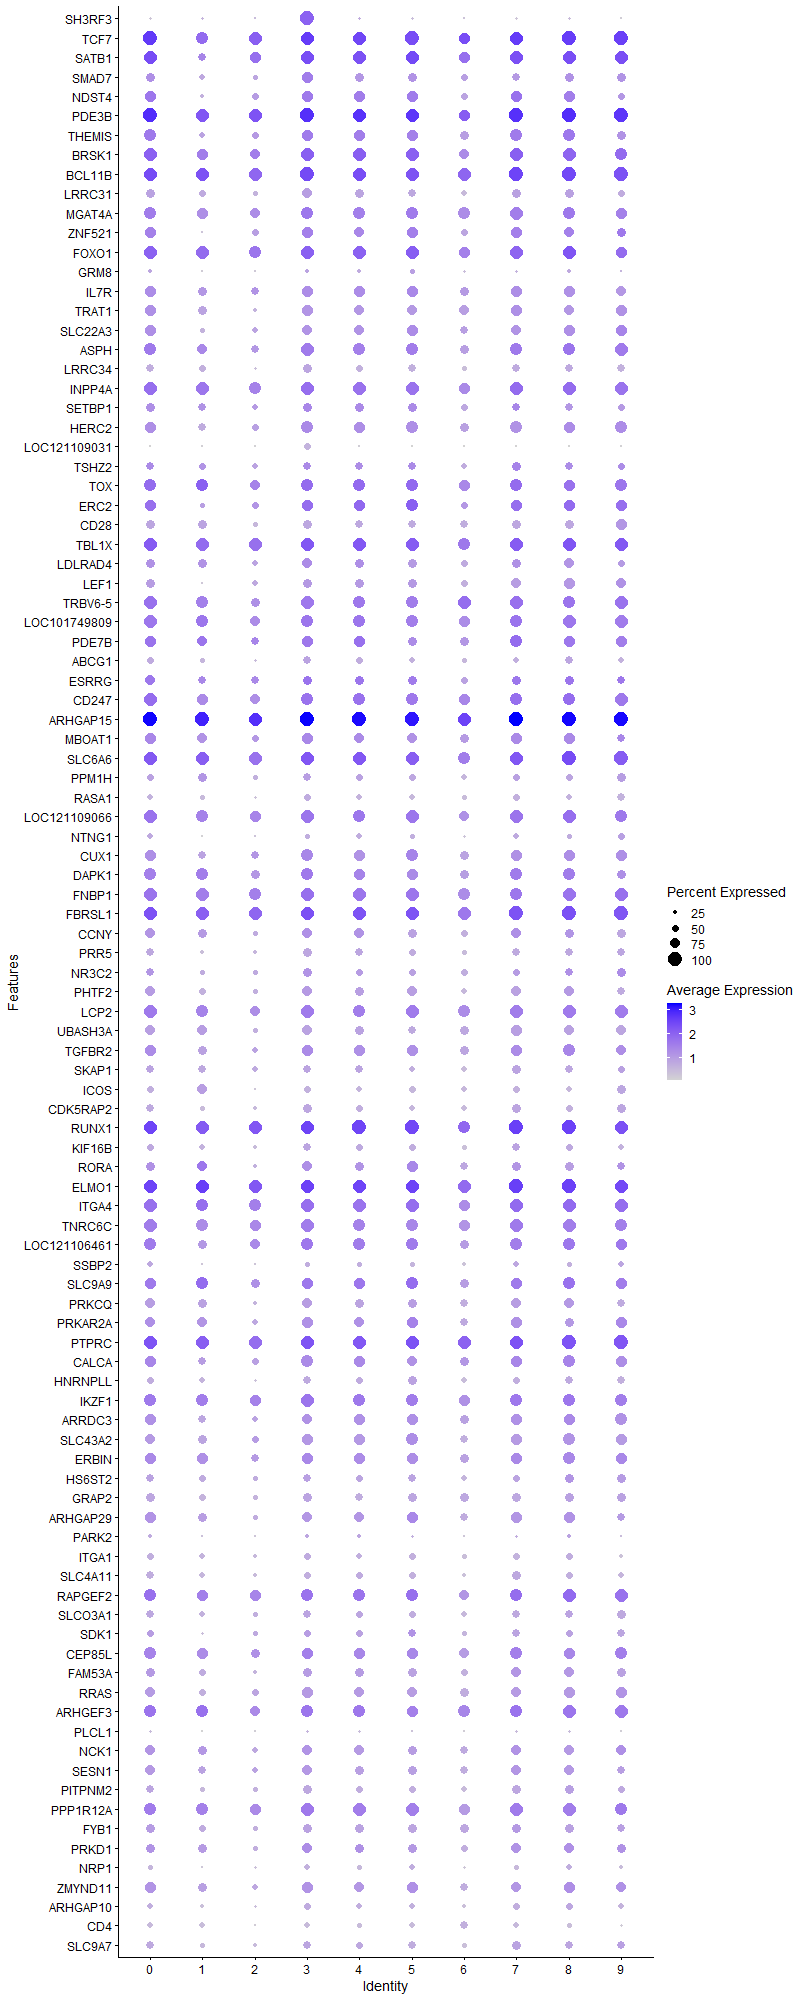 SH3RF3
TCF7
SATB1
SMAD7
NDST4
PDE3B
THEMIS
BRSK1
BCL11B
LRRC31
MGAT4A
ZNF521
FOXO1
GRM8
IL7R
TRAT1
SLC22A3
ASPH
LRRC34
INPP4A
SETBP1
HERC2
LOC121109031
TSHZ2
TOX
ERC2
CD28
TBL1X
LDLRAD4
LEF1
TRBV6-5
LOC101749809
PDE7B
ABCG1
ESRRG
CD247
ARHGAP15
MBOAT1
SLC6A6
PPM1H
RASA1
LOC121109066
NTNG1
CUX1
DAPK1
FNBP1
FBRSL1
CCNY
PRR5
NR3C2
PHTF2
LCP2
UBASH3A
TGFBR2
SKAP1
ICOS
CDK5RAP2
RUNX1
KIF16B
RORA
ELMO1
ITGA4
TNRC6C
LOC121106461
SSBP2
SLC9A9
PRKCQ
PRKAR2A
PTPRC
CALCA
HNRNPLL
IKZF1
ARRDC3
SLC43A2
ERBIN
HS6ST2
GRAP2
ARHGAP29
PARK2
ITGA1
SLC4A11
RAPGEF2
SLCO3A1
SDK1
CEP85L
FAM53A
RRAS
ARHGEF3
PLCL1
NCK1
SESN1
PITPNM2
PPP1R12A
FYB1
PRKD1
NRP1
ZMYND11
ARHGAP10
CD4
SLC9A7
Features
0 1 2 3 4 5 6 7 8 9
Identity
Percent Expressed
25
50
75
100
Average Expression
3
2
1